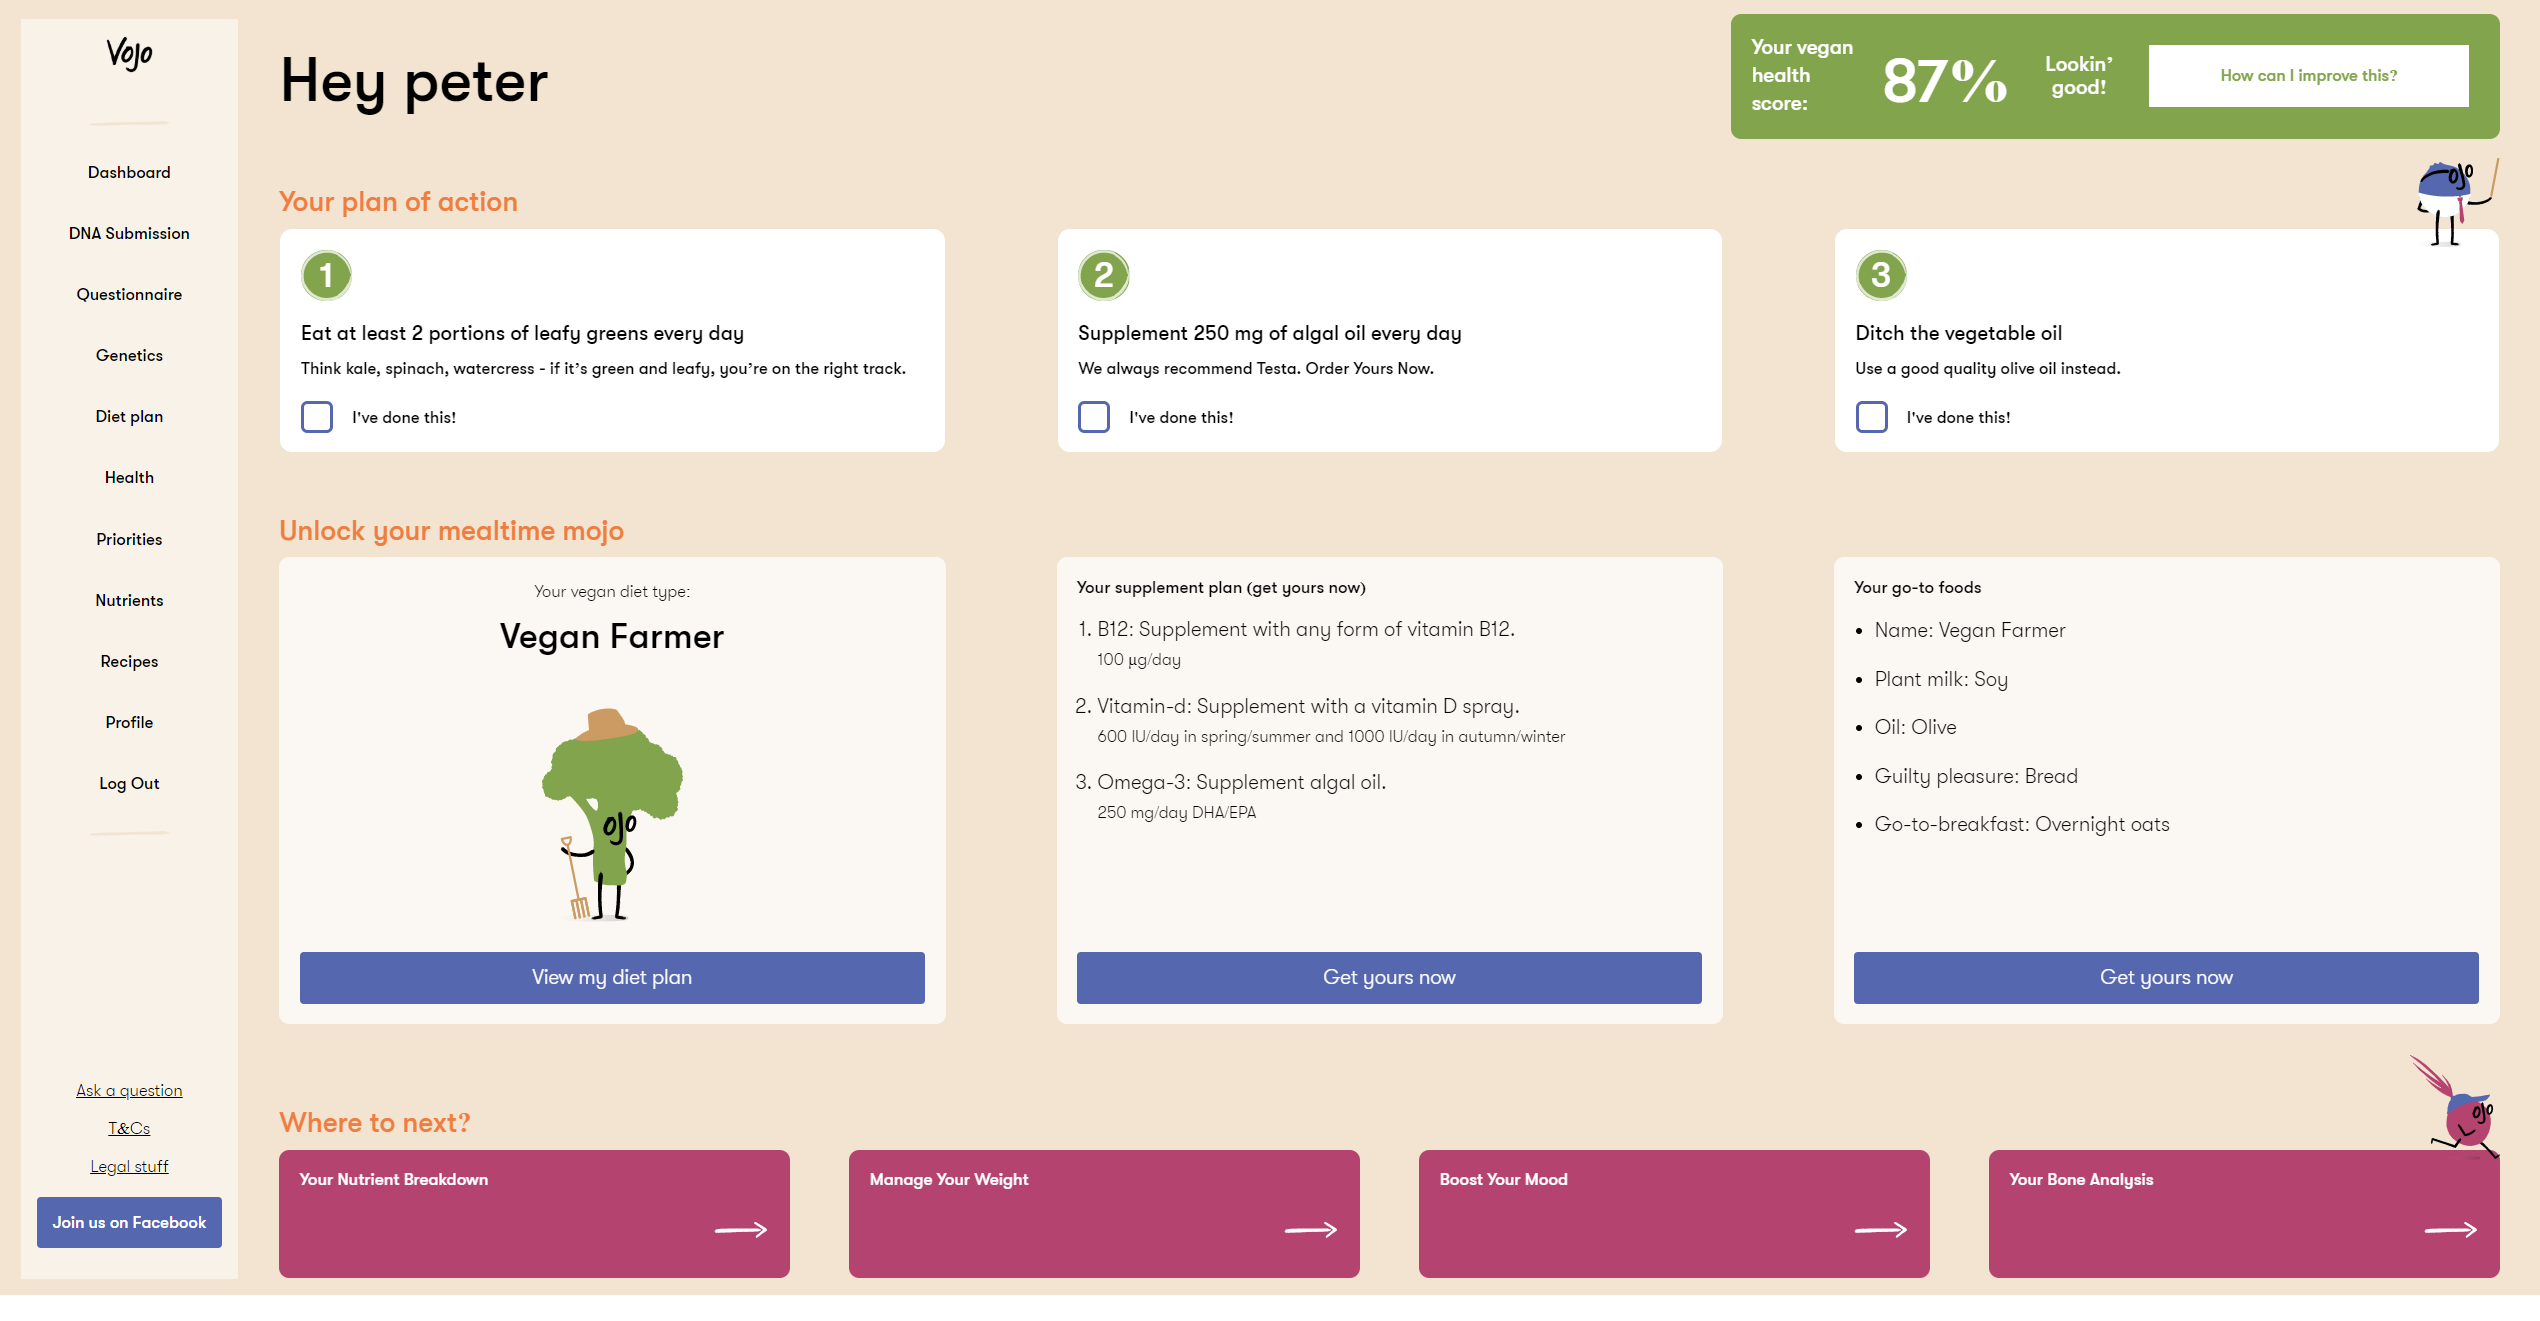 Vojo
Dashboard
DNA Submission
Questionnaire
Genetics
Diet plan
Health
Priorities
Nutrients
Recipes
Profile
Log Out
Ask a question
T&Cs
Legal stuff
Join us on Facebook
Hey peter
Your vegan
health
score:
87%
Lookin’
good!
How can I improve this?
Your plan of action
1
Eat at least 2 portions of leafy greens every day
Think kale, spinach, watercress - if it’s green and leafy, you’re on the right track.
I've done this!
2
Supplement 250 mg of algal oil every day
We always recommend Testa. Order Yours Now.
I've done this!
3
Ditch the vegetable oil
Use a good quality olive oil instead.
I've done this!
Unlock your mealtime mojo
Your vegan diet type:
Vegan Farmer
View my diet plan
Your supplement plan (get yours now)
1. B12: Supplement with any form of vitamin B12.
100 µg/day
2. Vitamin-d: Supplement with a vitamin D spray.
600 IU/day in spring/summer and 1000 IU/day in autumn/winter
3. Omega-3: Supplement algal oil.
250 mg/day DHA/EPA
Get yours now
Your go-to foods
• Name: Vegan Farmer
• Plant milk: Soy
• Oil: Olive
• Guilty pleasure: Bread
• Go-to-breakfast: Overnight oats
Get yours now
Where to next?
Your Nutrient Breakdown
Manage Your Weight
Boost Your Mood
Your Bone Analysis